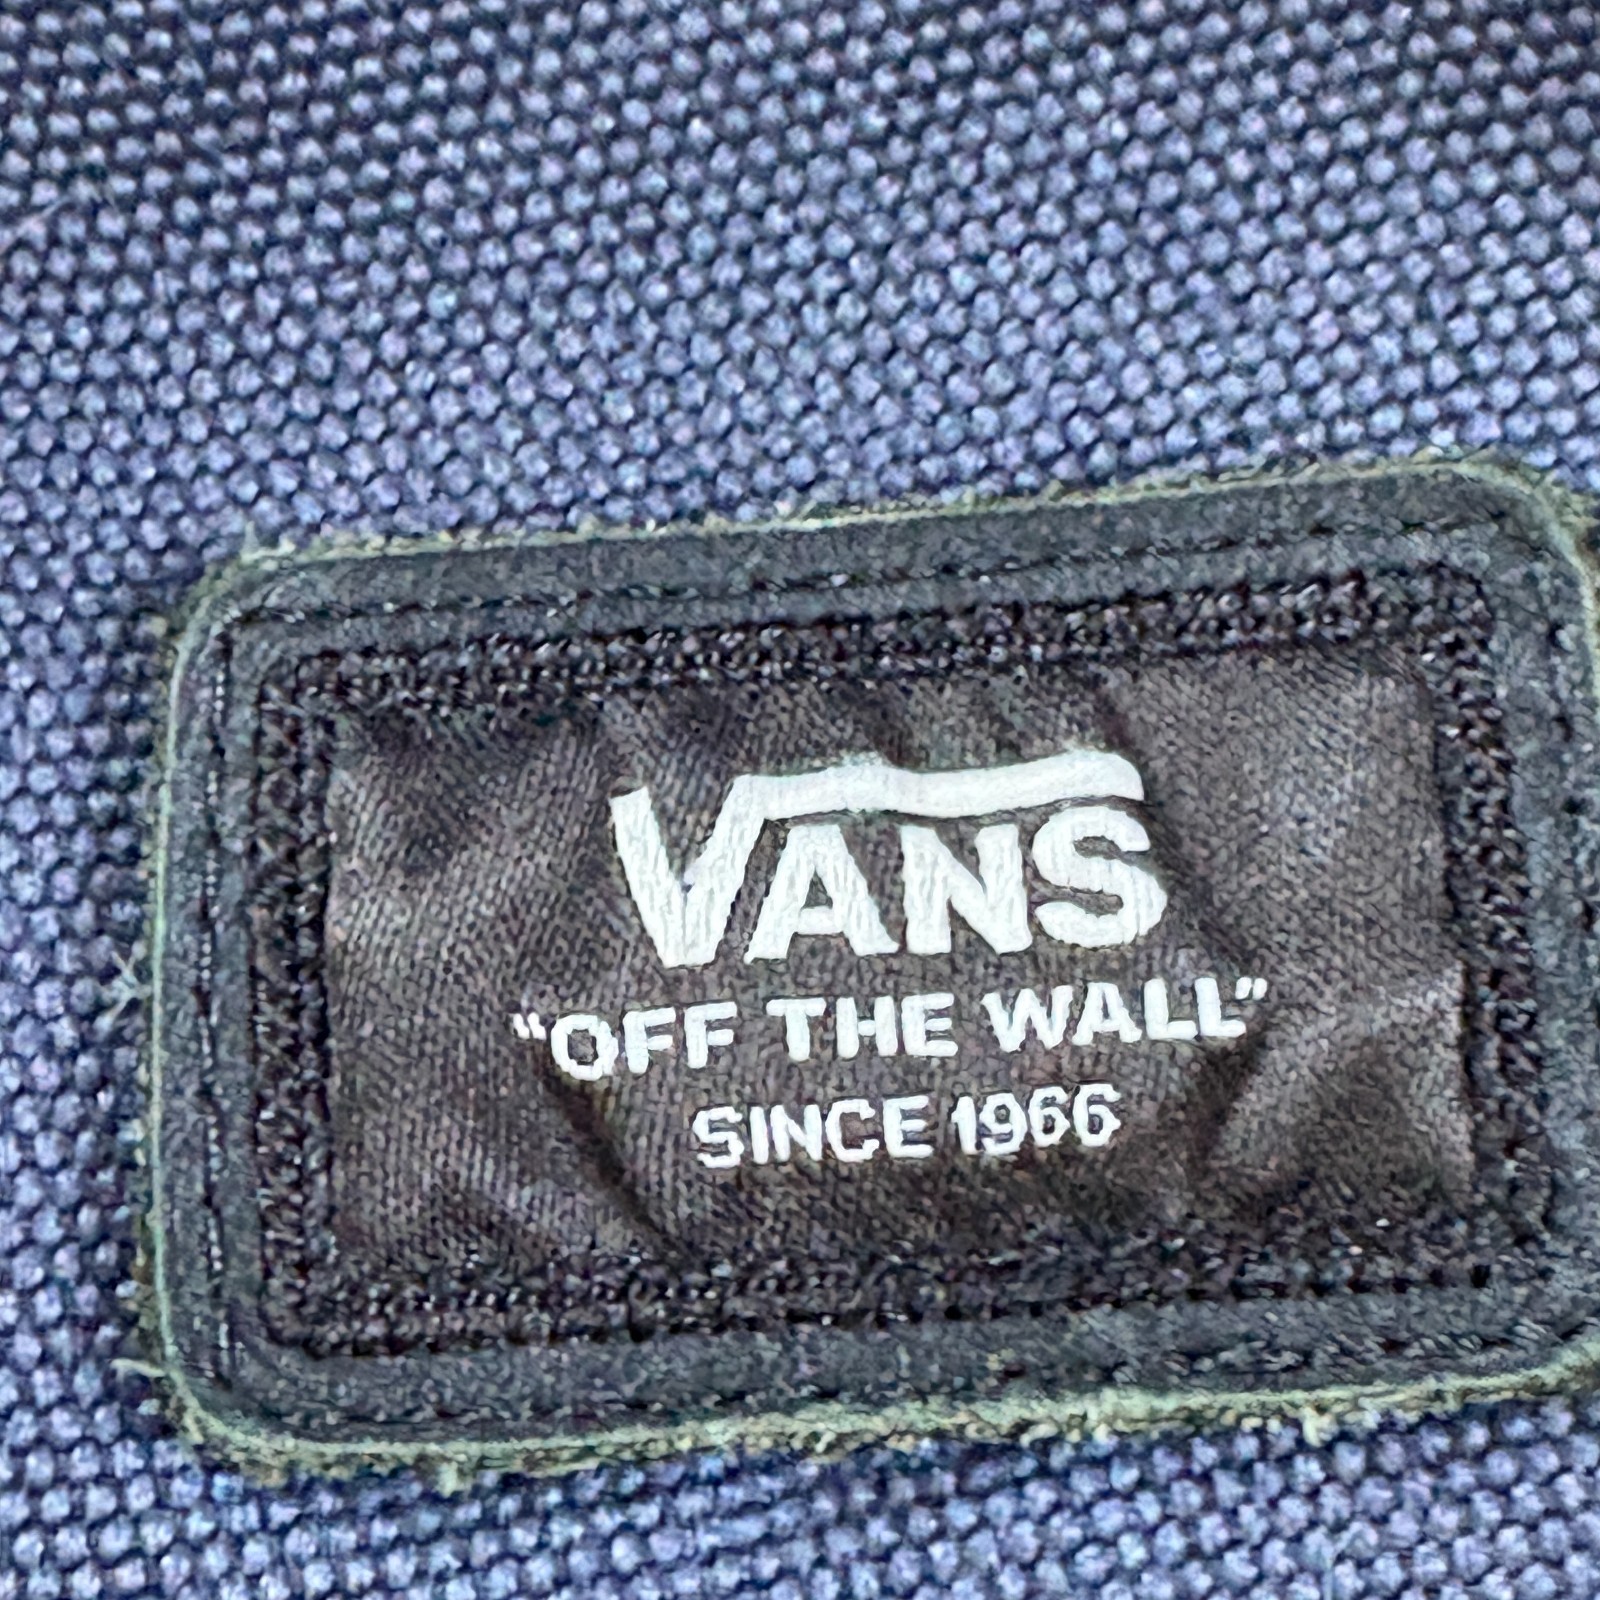 VANS
“OFF THE WALL”
SINCE 1966